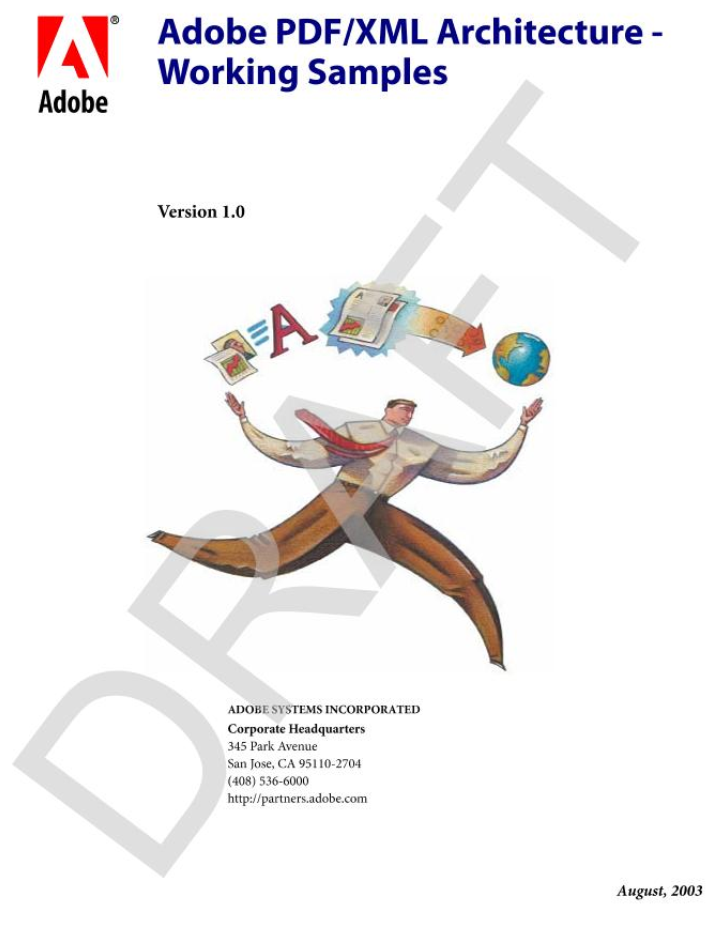 Adobe PDF/XML Architecture -
Working Samples
®
Adobe
Version 1.0
A
DRAFT
ADOBE SYSTEMS INCORPORATED
Corporate Headquarters
345 Park Avenue
San Jose, CA 95110-2704
(408) 536-6000
http://partners.adobe.com
August, 2003